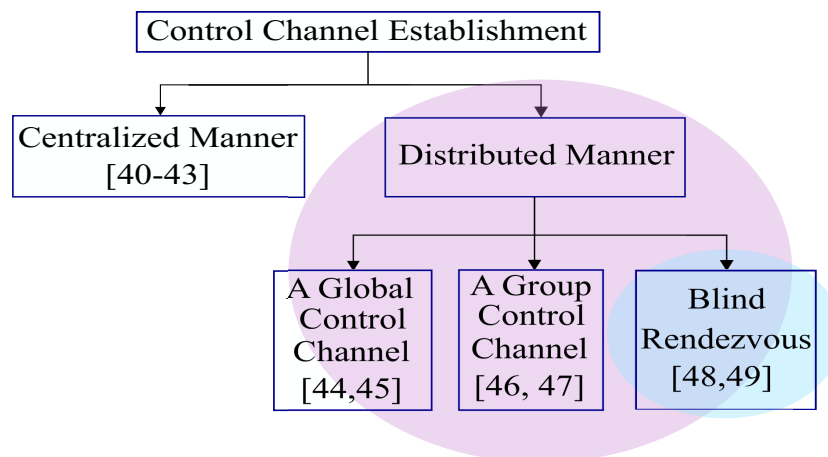 Control Channel Establishment
Centralized Manner
[40-43]
Distributed Manner
A Global
Control
Channel
[44,45]
A Group
Control
Channel
[46, 47]
Blind
Rendezvous
[48,49]